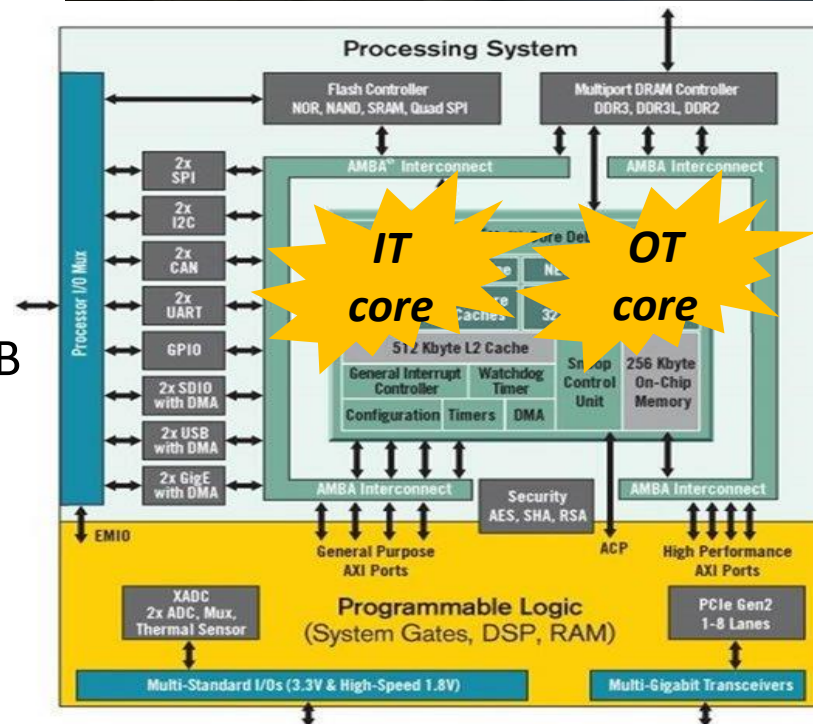 Processing System
Flash Controller
NOR, NAND, SRAM, Quad SPI
Multiport DRAM Controller
DDR3, DDR3L, DDR2
Processor I/O Mux
2x
SPI
2x
I2C
2x
CAN
2x
UART
GPIO
2x SDIO
with DMA
2x USB
with DMA
2x GigE
with DMA
B
AMBA® Interconnect
AMBA Interconnect
IT
core
OT
core
Core
Caches
32
512 Kbyte L2 Cache
General Interrupt
Controller
Watchdog
Timer
Configuration
Timers
DMA
Snoop
Control
Unit
256 Kbyte
On-Chip
Memory
AMBA Interconnect
AMBA Interconnect
Security
AES, SHA, RSA
EMIO
General Purpose
AXI Ports
ACP
High Performance
AXI Ports
XADC
2x ADC, Mux,
Thermal Sensor
Programmable Logic
(System Gates, DSP, RAM)
PCIe Gen2
1-8 Lanes
Multi-Standard I/Os (3.3V & High-Speed 1.8V)
Multi-Gigabit Transceivers